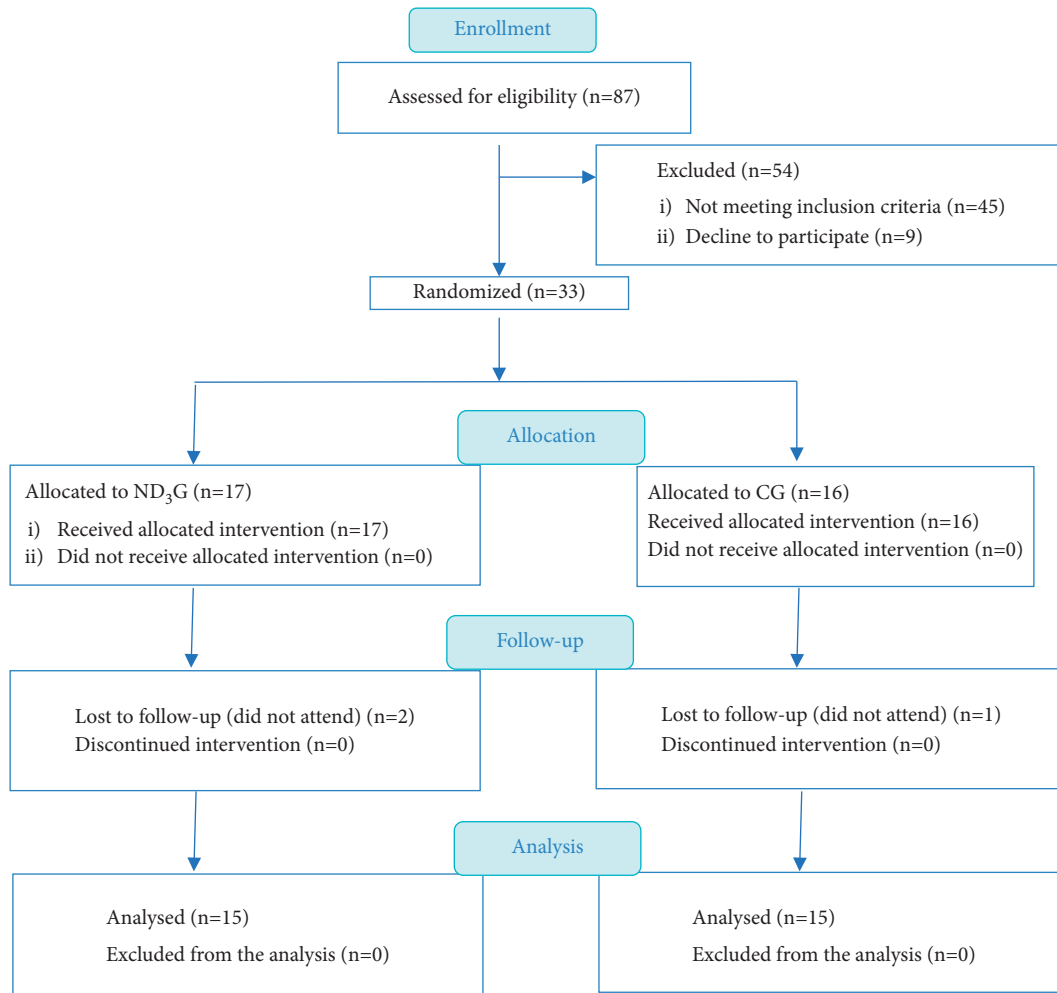 Enrollment
Assessed for eligibility (n=87)
Excluded (n=54)
i) Not meeting inclusion criteria (n=45)
ii) Decline to participate (n=9)
Randomized (n=33)
Allocation
Allocated to ND₃G (n=17)
i) Received allocated intervention (n=17)
ii) Did not receive allocated intervention (n=0)
Allocated to CG (n=16)
Received allocated intervention (n=16)
Did not receive allocated intervention (n=0)
Follow-up
Lost to follow-up (did not attend) (n=2)
Discontinued intervention (n=0)
Lost to follow-up (did not attend) (n=1)
Discontinued intervention (n=0)
Analysis
Analysed (n=15)
Excluded from the analysis (n=0)
Analysed (n=15)
Excluded from the analysis (n=0)